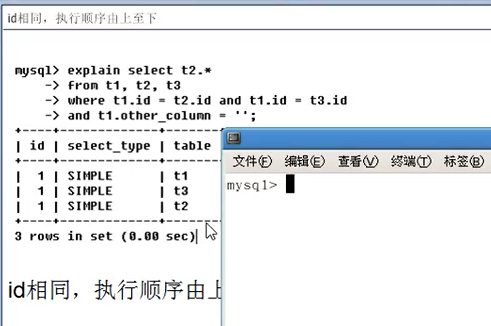 id相同，执行顺序由上至下
mysql> explain select t2.*
-> from t1, t2, t3
-> where t1.id = t2.id and t1.id = t3.id
-> and t1.other_column = '';
+----+-------------+-------+
| id | select_type | table
+----+-------------+-------+
| 1 | SIMPLE | t1
| 1 | SIMPLE | t3
| 1 | SIMPLE | t2
+----+-------------+-------+
3 rows in set (0.00 sec)
id相同，执行顺序由上
文件(F) 编辑(E) 查看(V) 终端(T) 标签(B)
mysql>